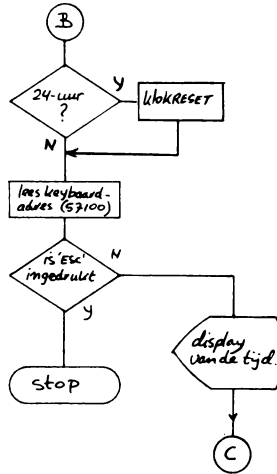 B
24-uur
?
Y
klokRESET
N
lees keyboard-
adres (57100)
is 'Esc'
ingedrukt
N
Y
stop
display
van de tijd.
C